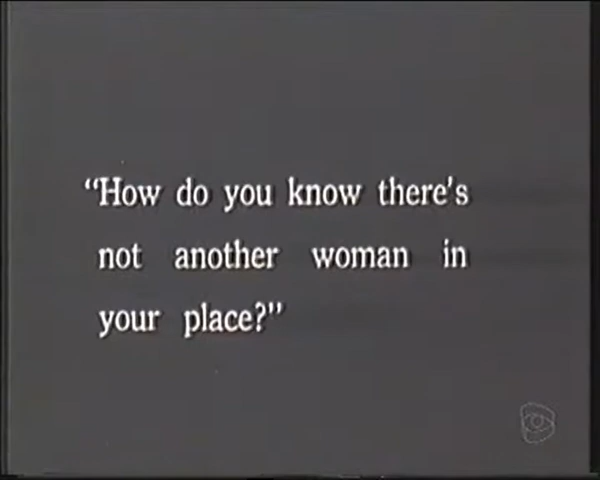 “How do you know there's
not another woman in
your place?”